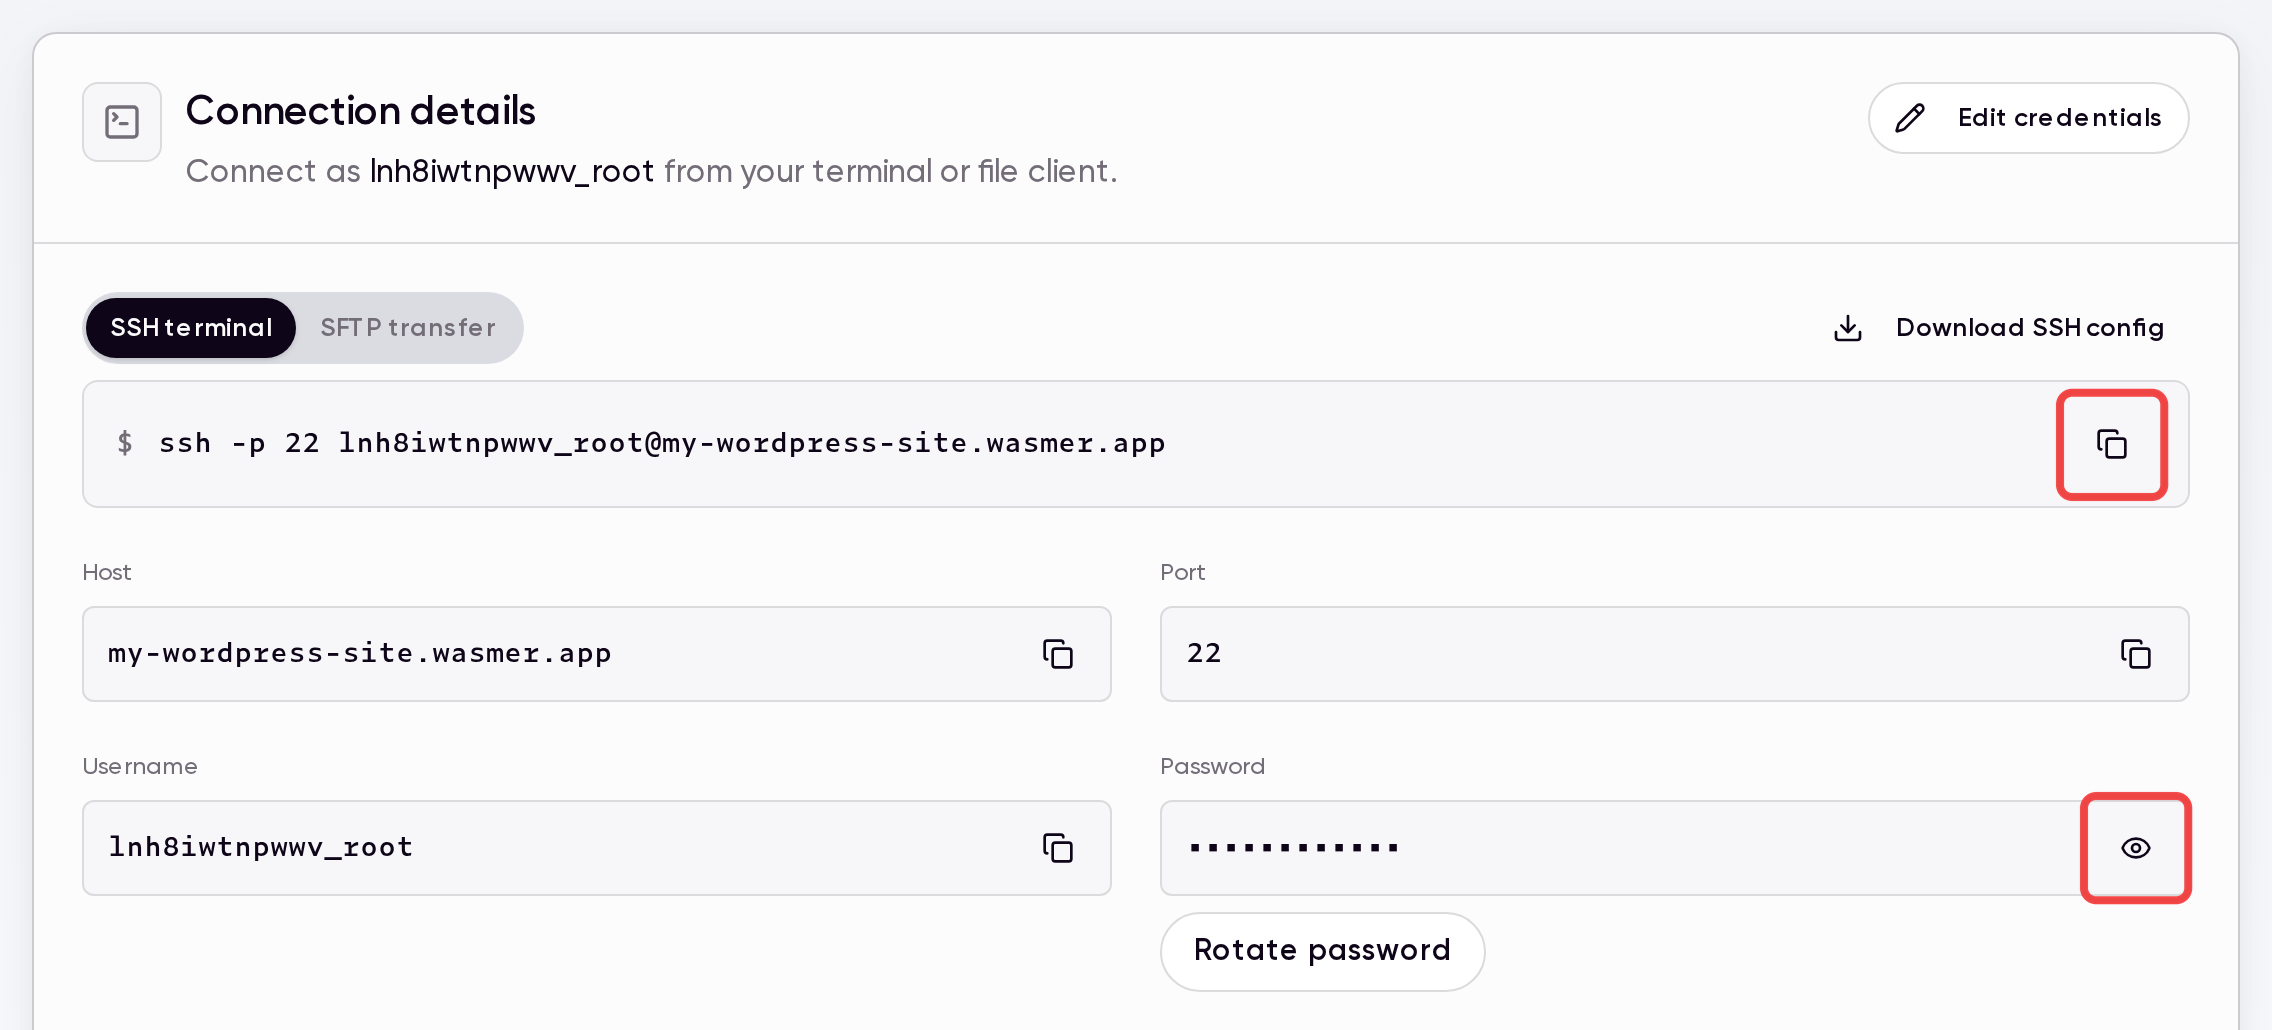 Connection details
Edit credentials
Connect as lnh8iwtnpwwv_root from your terminal or file client.
SSH terminal
SFTP transfer
Download SSH config
$ ssh -p 22 lnh8iwtnpwwv_root@my-wordpress-site.wasmer.app
Host
Port
my-wordpress-site.wasmer.app
22
Username
Password
lnh8iwtnpwwv_root
Rotate password